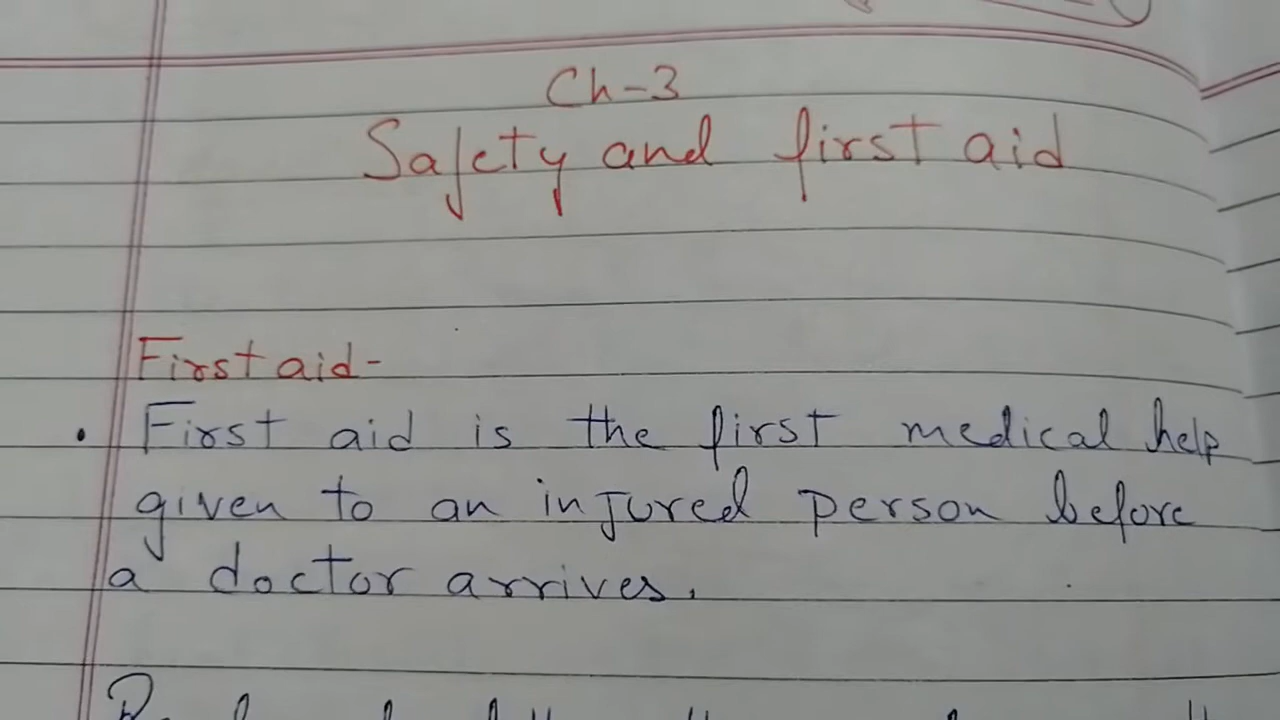 Ch-3
Safety and first aid
First aid-
• First aid is the first medical help
given to an injured person before
a doctor arrives.